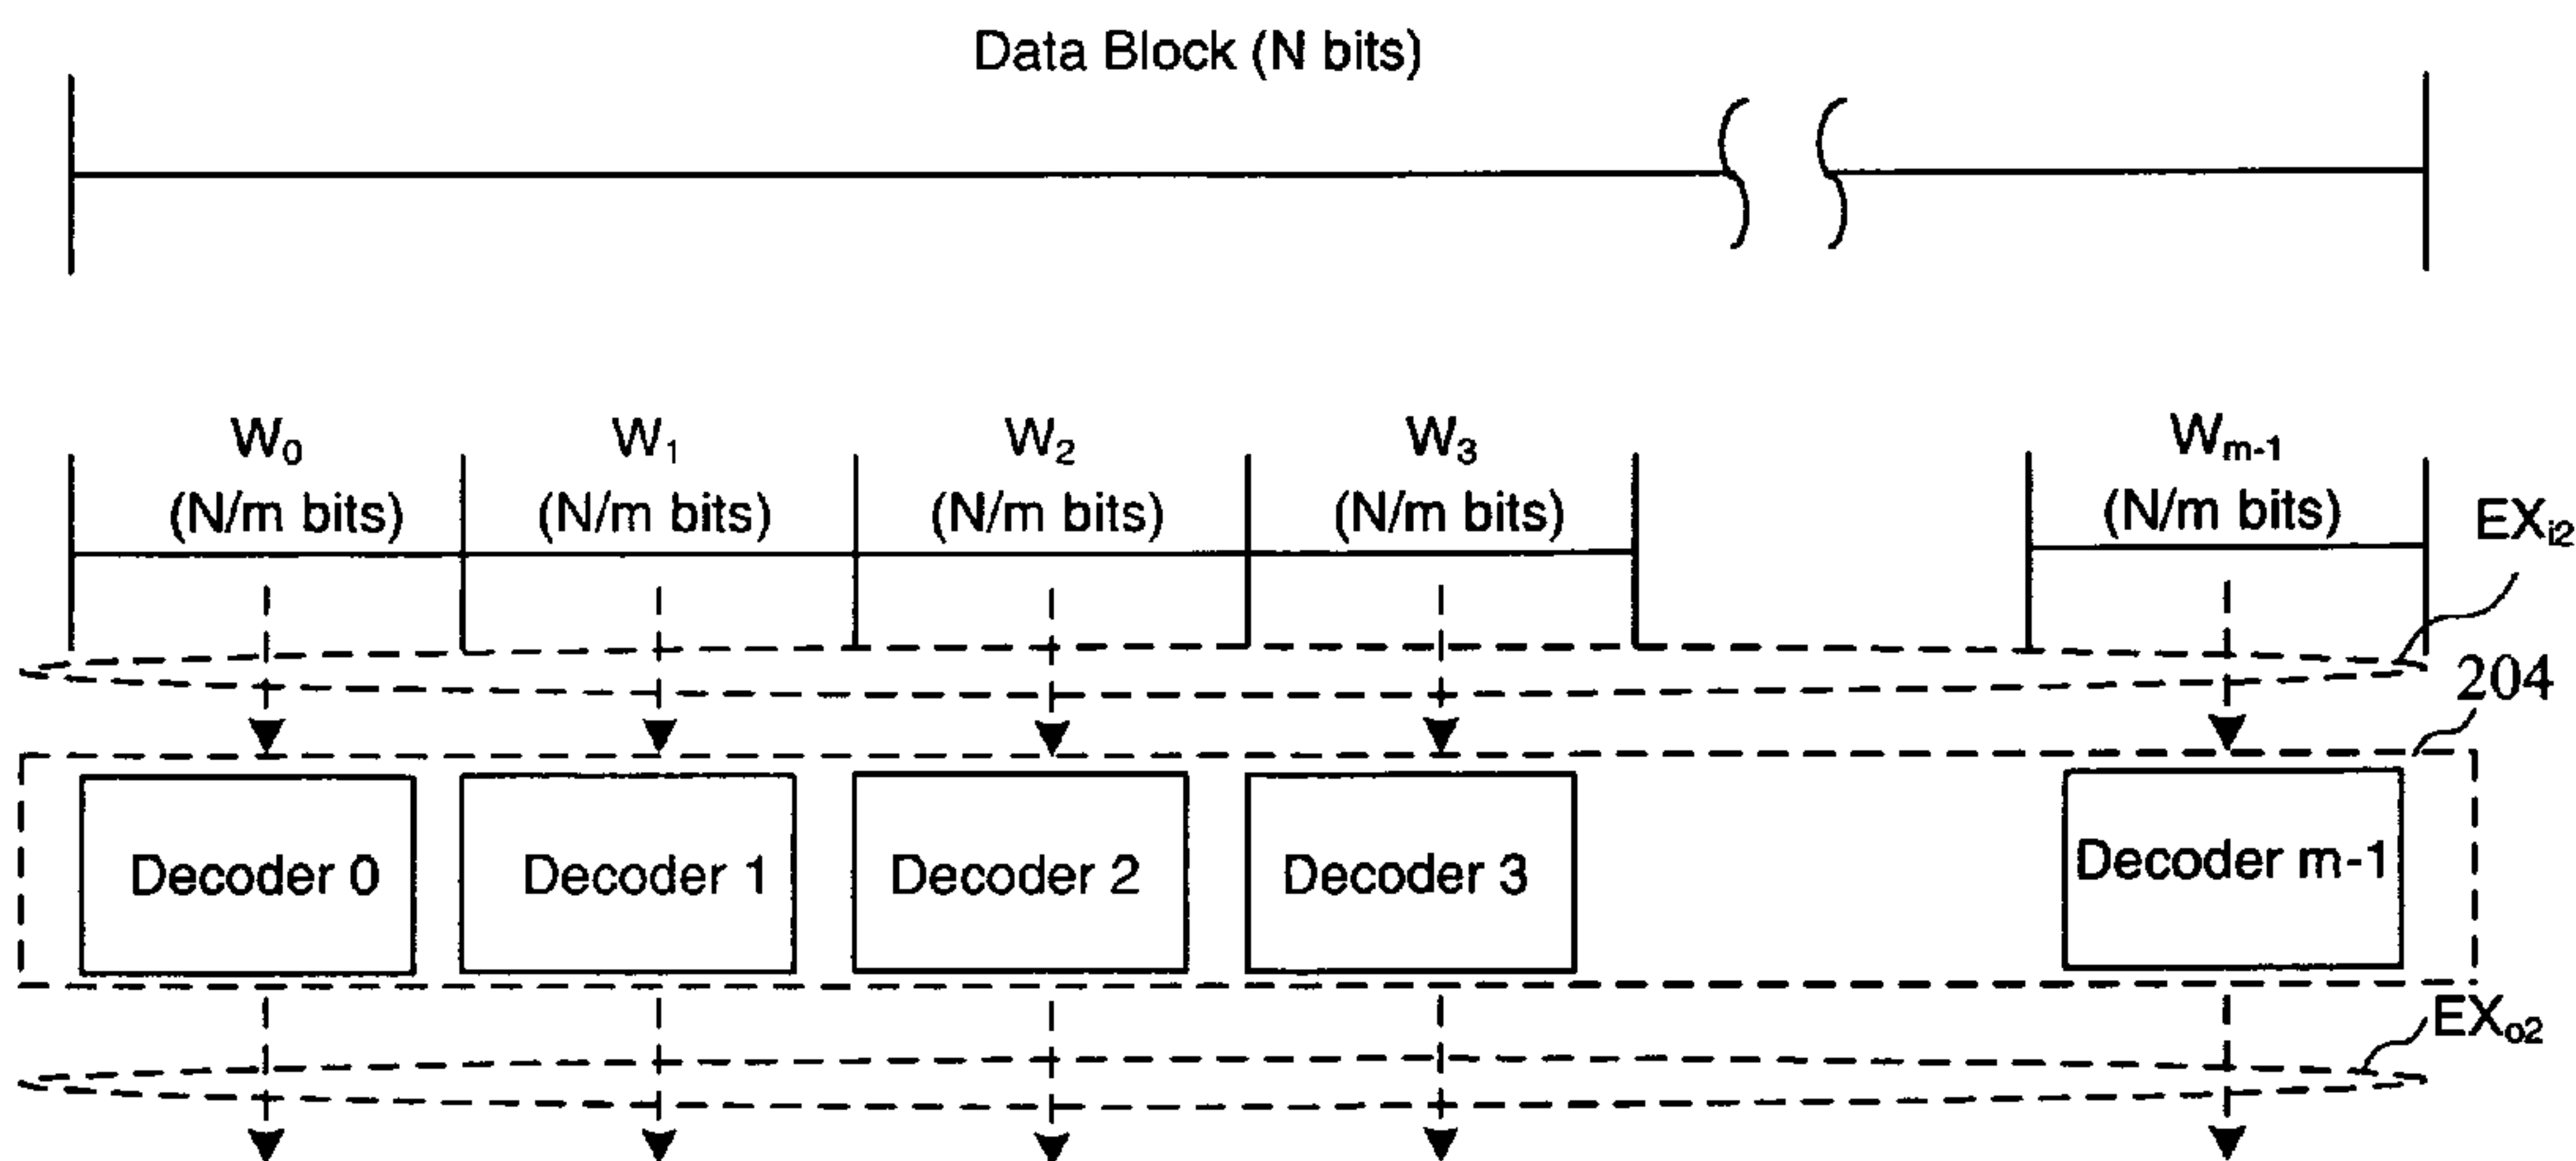 Data Block (N bits)
W₀ W₁ W₂ W₃ Wₘ₋₁
(N/m bits) (N/m bits) (N/m bits) (N/m bits) (N/m bits)
EXᵢ₂
204
Decoder 0 Decoder 1 Decoder 2 Decoder 3 Decoder m-1
EXₒ₂